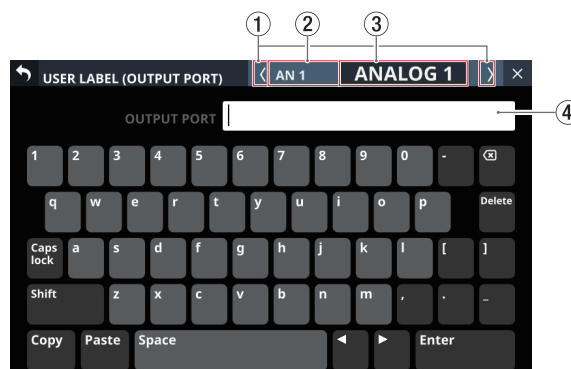 1 2 3
USER LABEL (OUTPUT PORT) < AN 1 ANALOG 1 > ×
OUTPUT PORT 4
1 2 3 4 5 6 7 8 9 0 -
q w e r t y u i o p Delete
Caps lock a s d f g h j k l [ ]
Shift z x c v b n m , . _
Copy Paste Space ◀ ▶ Enter